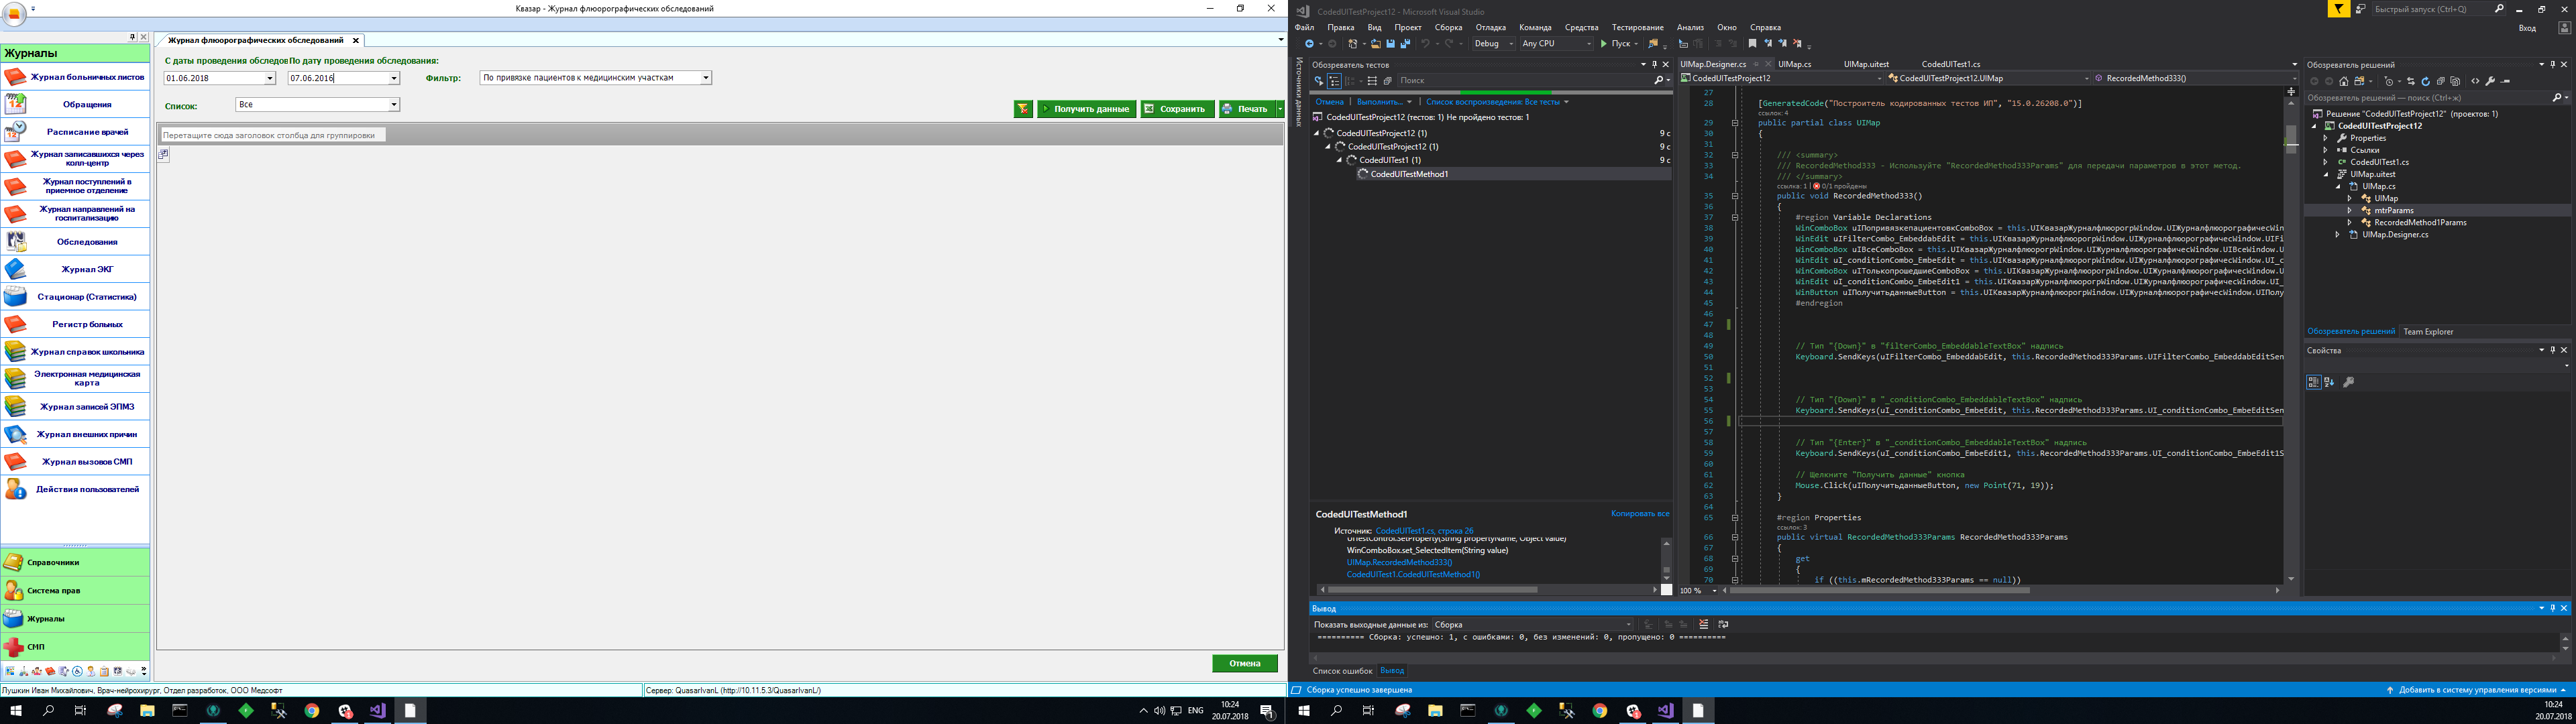 Квазар - Журнал флюорографических обследований
Журналы
Журнал больничных листов
Обращения
Расписание врачей
Журнал записавшихся через
колл-центр
Журнал поступлений в
приемное отделение
Журнал направлений на
госпитализацию
Обследования
Журнал ЭКГ
Стационар (Статистика)
Регистр больных
Журнал справок школьника
Электронная медицинская
карта
Журнал записей ЭПМЗ
Журнал внешних причин
Журнал вызовов СМП
Действия пользователей
Справочники
Система прав
Журналы
СМП
Журнал флюорографических обследований
С даты проведения обследов По дату проведения обследования:
01.06.2018
07.06.2016
Фильтр:
По привязке пациентов к медицинским участкам
Список:
Все
Получить данные
Сохранить
Печать
Перетащите сюда заголовок столбца для группировки
Отмена
Лушкин Иван Михайлович, Врач-нейрохирург, Отдел разработок, ООО Медсофт
Сервер: QuasarIvanL (http://10.11.5.3/QuasarIvanL/)
ENG
10:24
20.07.2018
CodedUITestProject12 - Microsoft Visual Studio
Быстрый запуск (Ctrl+Q)
Файл Правка Вид Проект Сборка Отладка Команда Средства Тестирование Анализ Окно Справка
Вход
Debug
Any CPU
Пуск
Источники данных
Обозреватель тестов
Поиск
Отмена | Выполнить... | Список воспроизведения: Все тесты
CodedUITestProject12 (тестов: 1) Не пройдено тестов: 1
CodedUITestProject12 (1) 9 с
CodedUITestProject12 (1) 9 с
CodedUITest1 (1) 9 с
CodedUITestMethod1
CodedUITestMethod1
Копировать все
Источник: CodedUITest1.cs, строка 26
UITestControl.SetProperty(String propertyName, Object value)
WinComboBox.set_SelectedItem(String value)
UIMap.RecordedMethod333()
CodedUITest1.CodedUITestMethod1()
UIMap.Designer.cs
UIMap.cs
UIMap.uitest
CodedUITest1.cs
CodedUITestProject12
CodedUITestProject12.UIMap
RecordedMethod333()
27
28 [GeneratedCode("Построитель кодированных тестов ИП", "15.0.26208.0")]
ссылок: 4
29 public partial class UIMap
30 {
31
32 /// <summary>
33 /// RecordedMethod333 - Используйте "RecordedMethod333Params" для передачи параметров в этот метод.
34 /// </summary>
ссылка: 1 | 0/1 пройдены
35 public void RecordedMethod333()
36 {
37 #region Variable Declarations
38 WinComboBox uIПопривязкепациентовкComboBox = this.UIКвазарЖурналфлюорогрWindow.UIЖурналфлюорографичесWin
39 WinEdit uIFilterCombo_EmbeddabEdit = this.UIКвазарЖурналфлюорогрWindow.UIЖурналфлюорографичесWindow.UIFi
40 WinComboBox uIВсеComboBox = this.UIКвазарЖурналфлюорогрWindow.UIЖурналфлюорографичесWindow.UIВсеWindow.U
41 WinEdit uI_conditionCombo_EmbeEdit = this.UIКвазарЖурналфлюорогрWindow.UIЖурналфлюорографичесWindow.UI_c
42 WinComboBox uIТолькопрошедшиеComboBox = this.UIКвазарЖурналфлюорогрWindow.UIЖурналфлюорографичесWindow.U
43 WinEdit uI_conditionCombo_EmbeEdit1 = this.UIКвазарЖурналфлюорогрWindow.UIЖурналфлюорографичесWindow.UI_
44 WinButton uIПолучитьданныеButton = this.UIКвазарЖурналфлюорогрWindow.UIЖурналфлюорографичесWindow.UIПолу
45 #endregion
46
47
48
49 // Тип "{Down}" в "filterCombo_EmbeddableTextBox" надпись
50 Keyboard.SendKeys(uIFilterCombo_EmbeddabEdit, this.RecordedMethod333Params.UIFilterCombo_EmbeddabEditSen
51
52
53
54 // Тип "{Down}" в "_conditionCombo_EmbeddableTextBox" надпись
55 Keyboard.SendKeys(uI_conditionCombo_EmbeEdit, this.RecordedMethod333Params.UI_conditionCombo_EmbeEditSen
56
57
58 // Тип "{Enter}" в "_conditionCombo_EmbeddableTextBox" надпись
59 Keyboard.SendKeys(uI_conditionCombo_EmbeEdit1, this.RecordedMethod333Params.UI_conditionCombo_EmbeEdit1S
60
61 // Щелкните "Получить данные" кнопка
62 Mouse.Click(uIПолучитьданныеButton, new Point(71, 19));
63 }
64
65 #region Properties
ссылок: 3
66 public virtual RecordedMethod333Params RecordedMethod333Params
67 {
68 get
69 {
70 if ((this.mRecordedMethod333Params == null))
100 %
Обозреватель решений
Обозреватель решений — поиск (Ctrl+ж)
Решение "CodedUITestProject12" (проектов: 1)
CodedUITestProject12
Properties
Ссылки
CodedUITest1.cs
UIMap.uitest
UIMap.cs
UIMap
mtrParams
RecordedMethod1Params
UIMap.Designer.cs
Обозреватель решений
Team Explorer
Свойства
Вывод
Показать выходные данные из: Сборка
========== Сборка: успешно: 1, с ошибками: 0, без изменений: 0, пропущено: 0 ==========
Список ошибок Вывод
Сборка успешно завершена
Добавить в систему управления версиями
10:24
20.07.2018